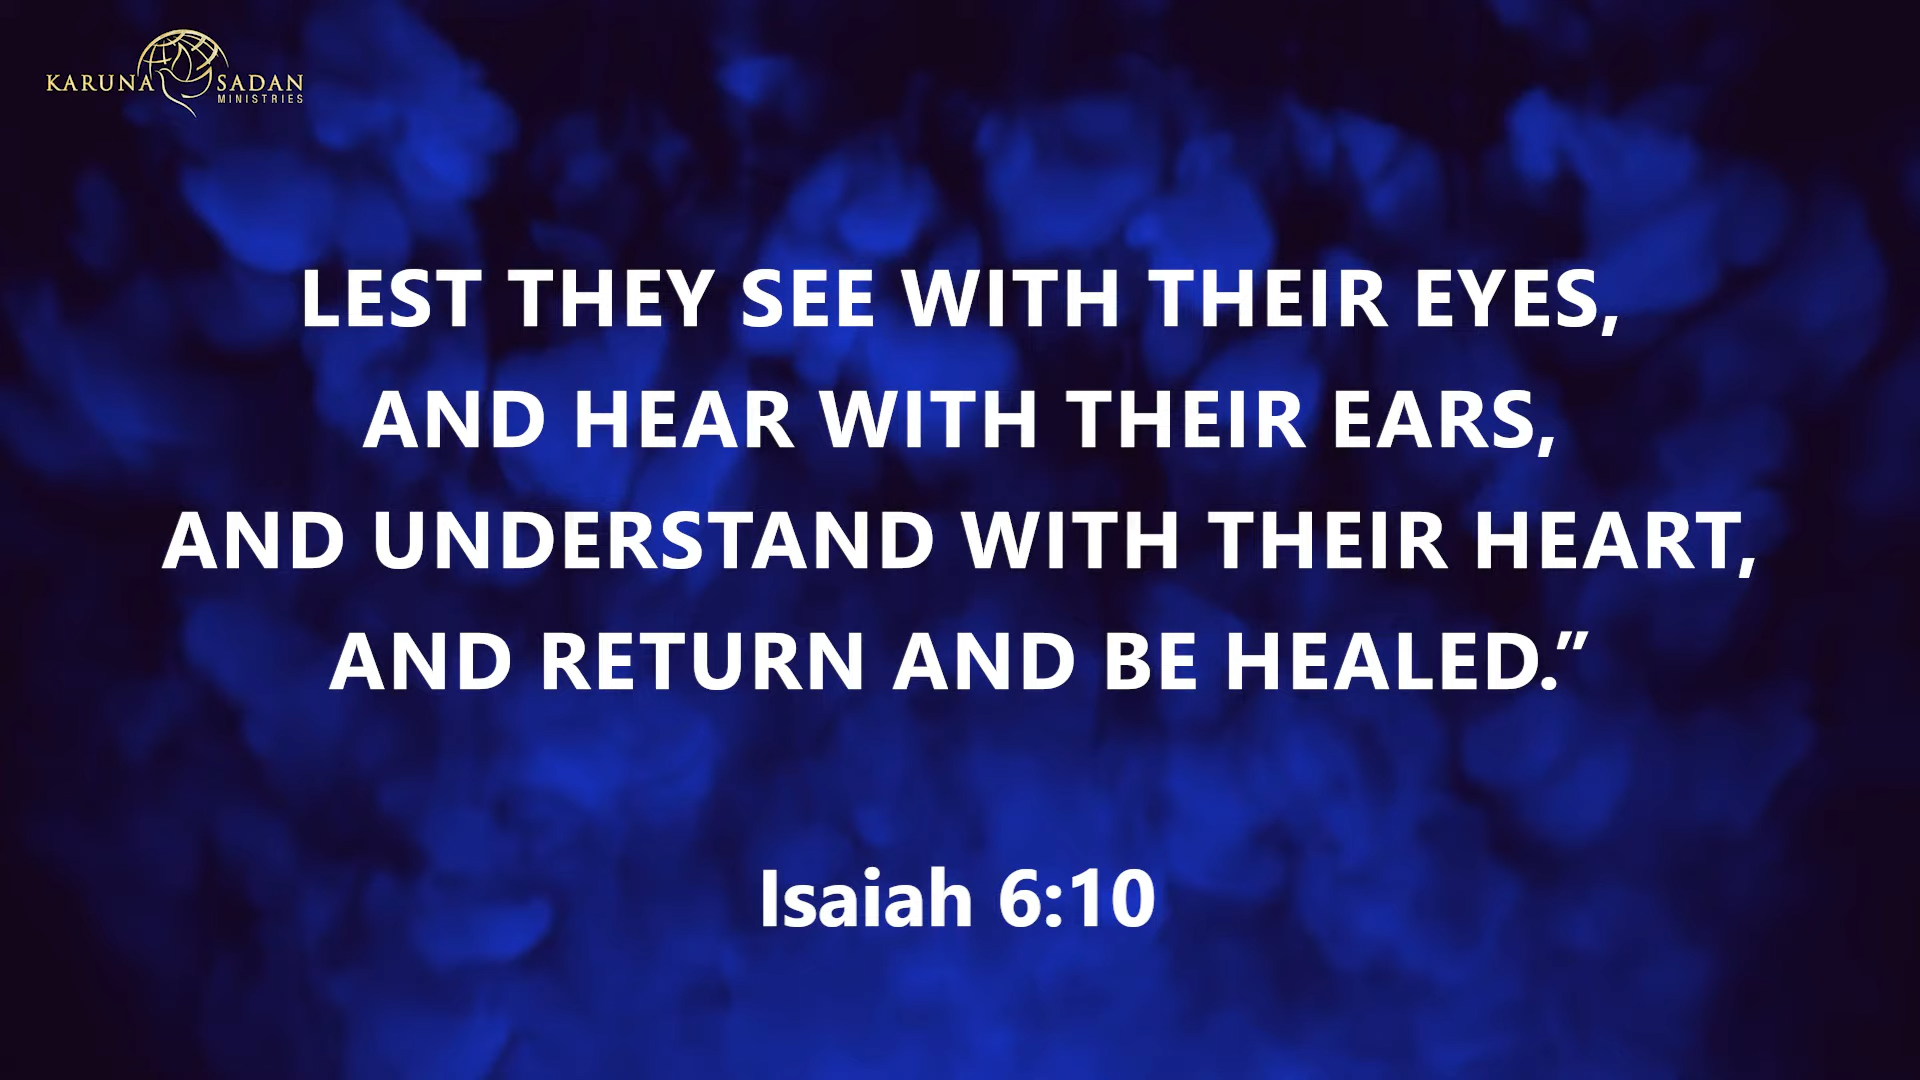 KARUNA SADAN
MINISTRIES
LEST THEY SEE WITH THEIR EYES,
AND HEAR WITH THEIR EARS,
AND UNDERSTAND WITH THEIR HEART,
AND RETURN AND BE HEALED.”
Isaiah 6:10